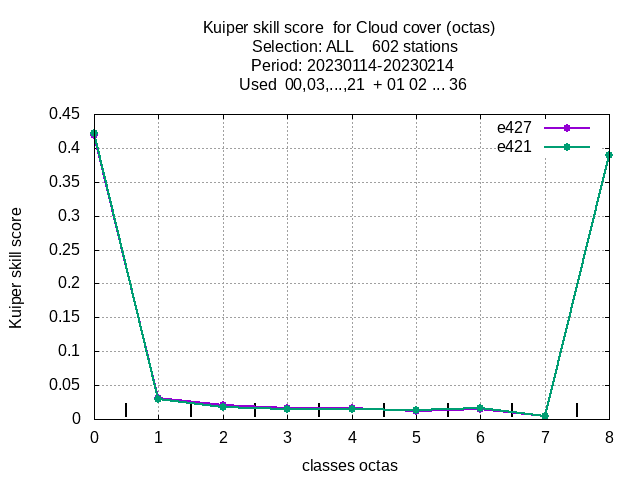 Kuiper skill score  for Cloud cover (octas)
Selection: ALL    602 stations
Period: 20230114-20230214
Used  00,03,...,21  + 01 02 ... 36
e427
e421
0.45
0.4
0.35
0.3
0.25
0.2
0.15
0.1
0.05
0
Kuiper skill score
0 1 2 3 4 5 6 7 8
classes octas